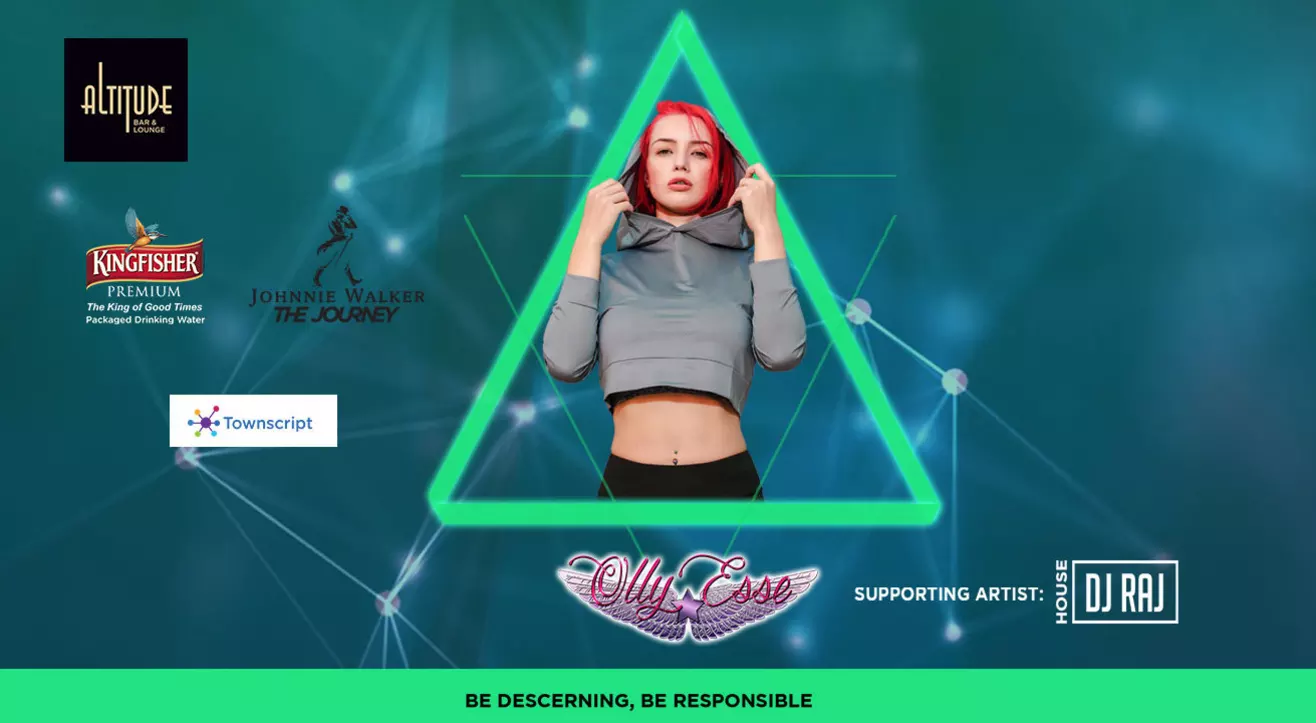 ALTITUDE
BAR &
LOUNGE
KINGFISHER
PREMIUM
The King of Good Times
Packaged Drinking Water
JOHNNIE WALKER
THE JOURNEY
Townscript
Olly Esse
SUPPORTING ARTIST:
HOUSE
DJ RAJ
BE DESCERNING, BE RESPONSIBLE